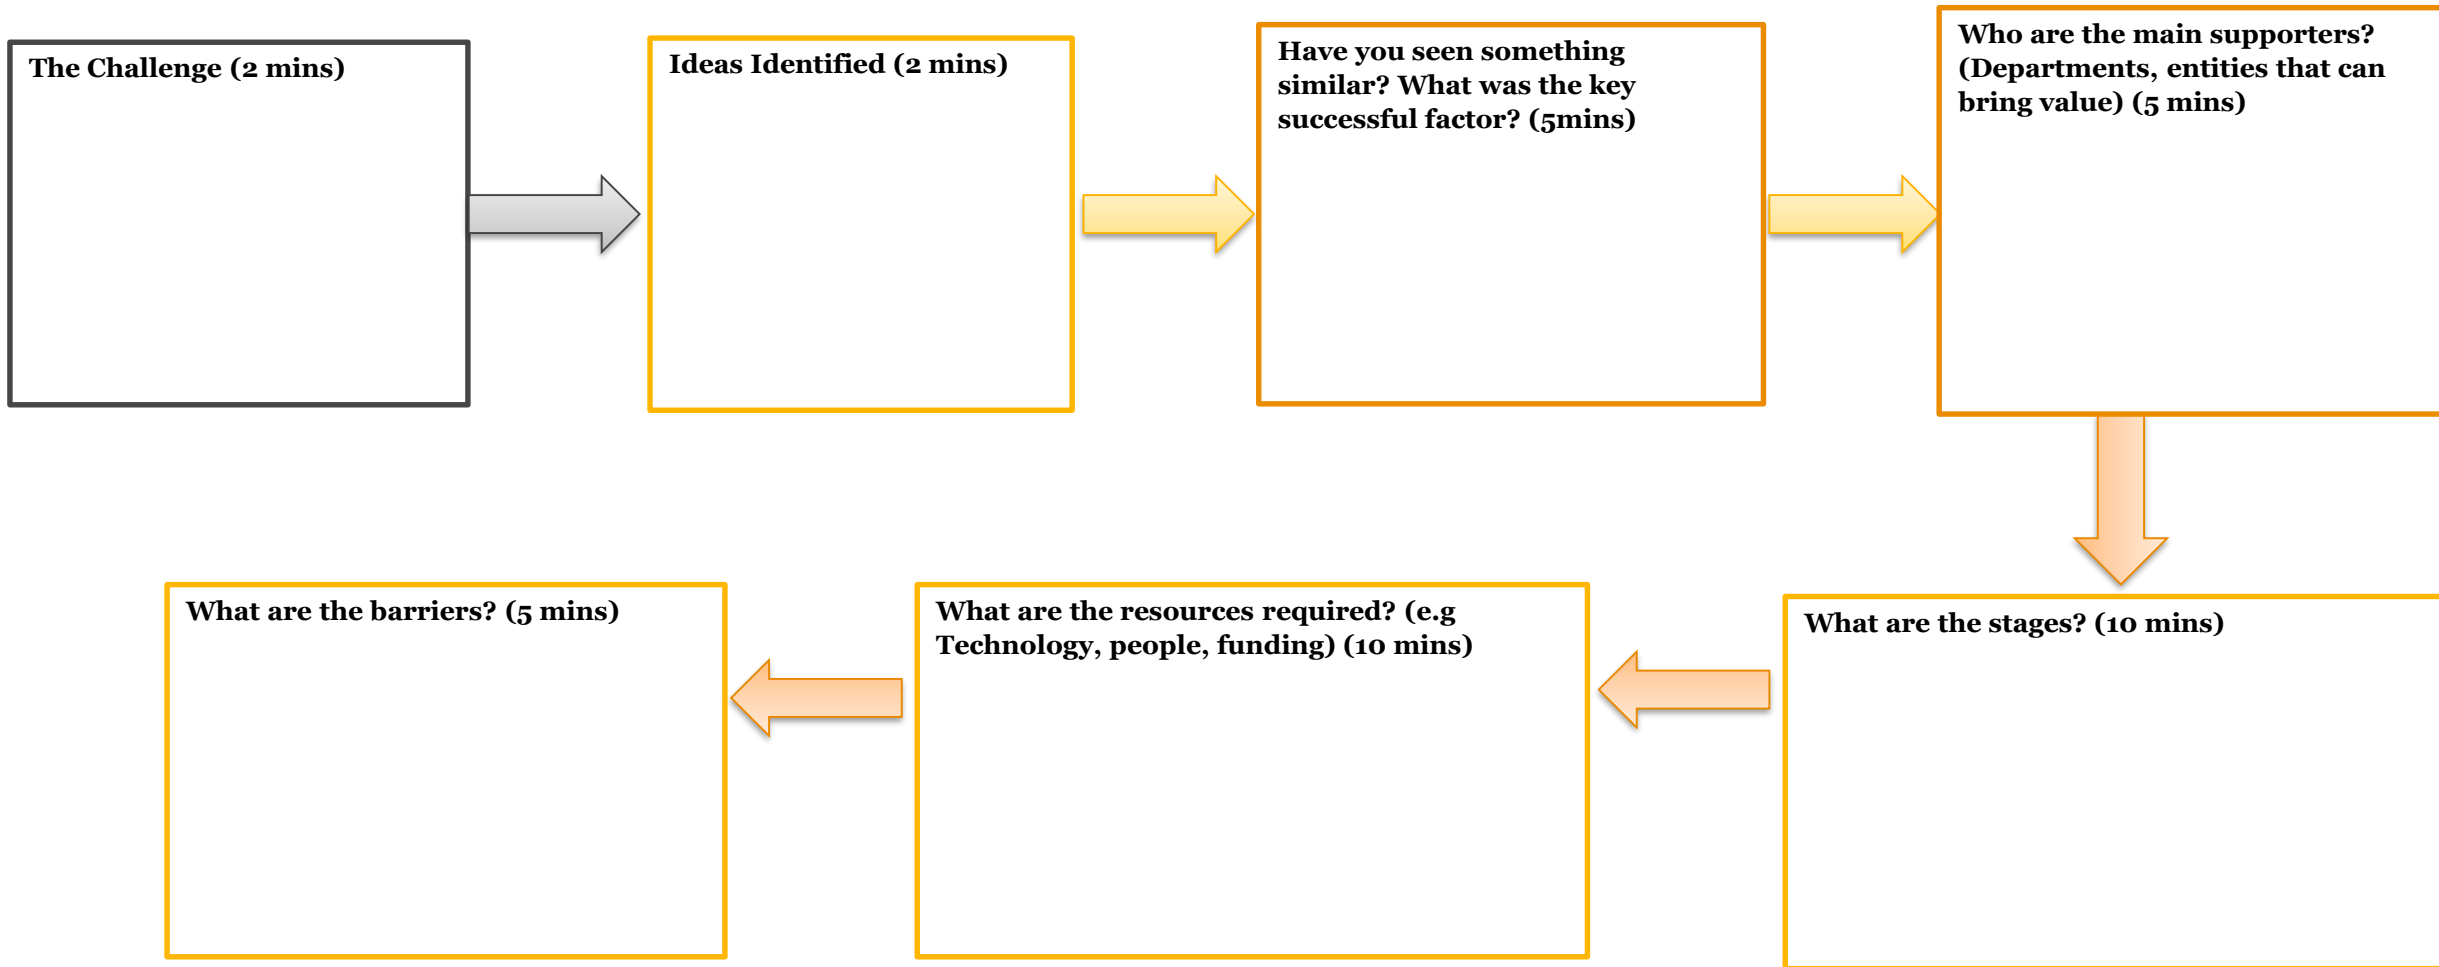 The Challenge (2 mins)
Ideas Identified (2 mins)
Have you seen something
similar? What was the key
successful factor? (5mins)
Who are the main supporters?
(Departments, entities that can
bring value) (5 mins)
What are the stages? (10 mins)
What are the resources required? (e.g
Technology, people, funding) (10 mins)
What are the barriers? (5 mins)